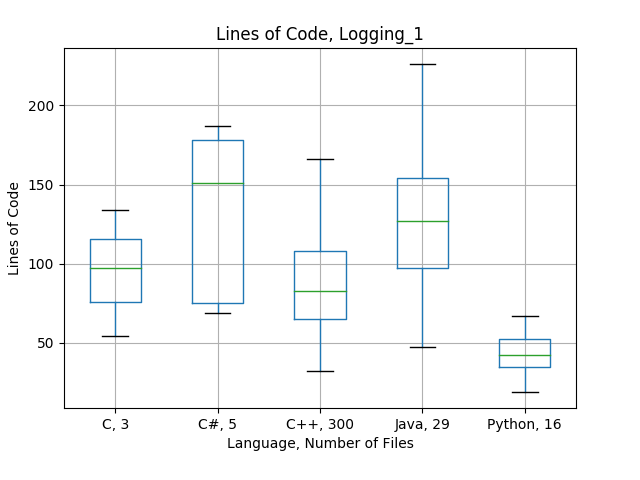 Lines of Code, Logging_1
Lines of Code
200
150
100
50
C, 3
C#, 5
C++, 300
Java, 29
Python, 16
Language, Number of Files